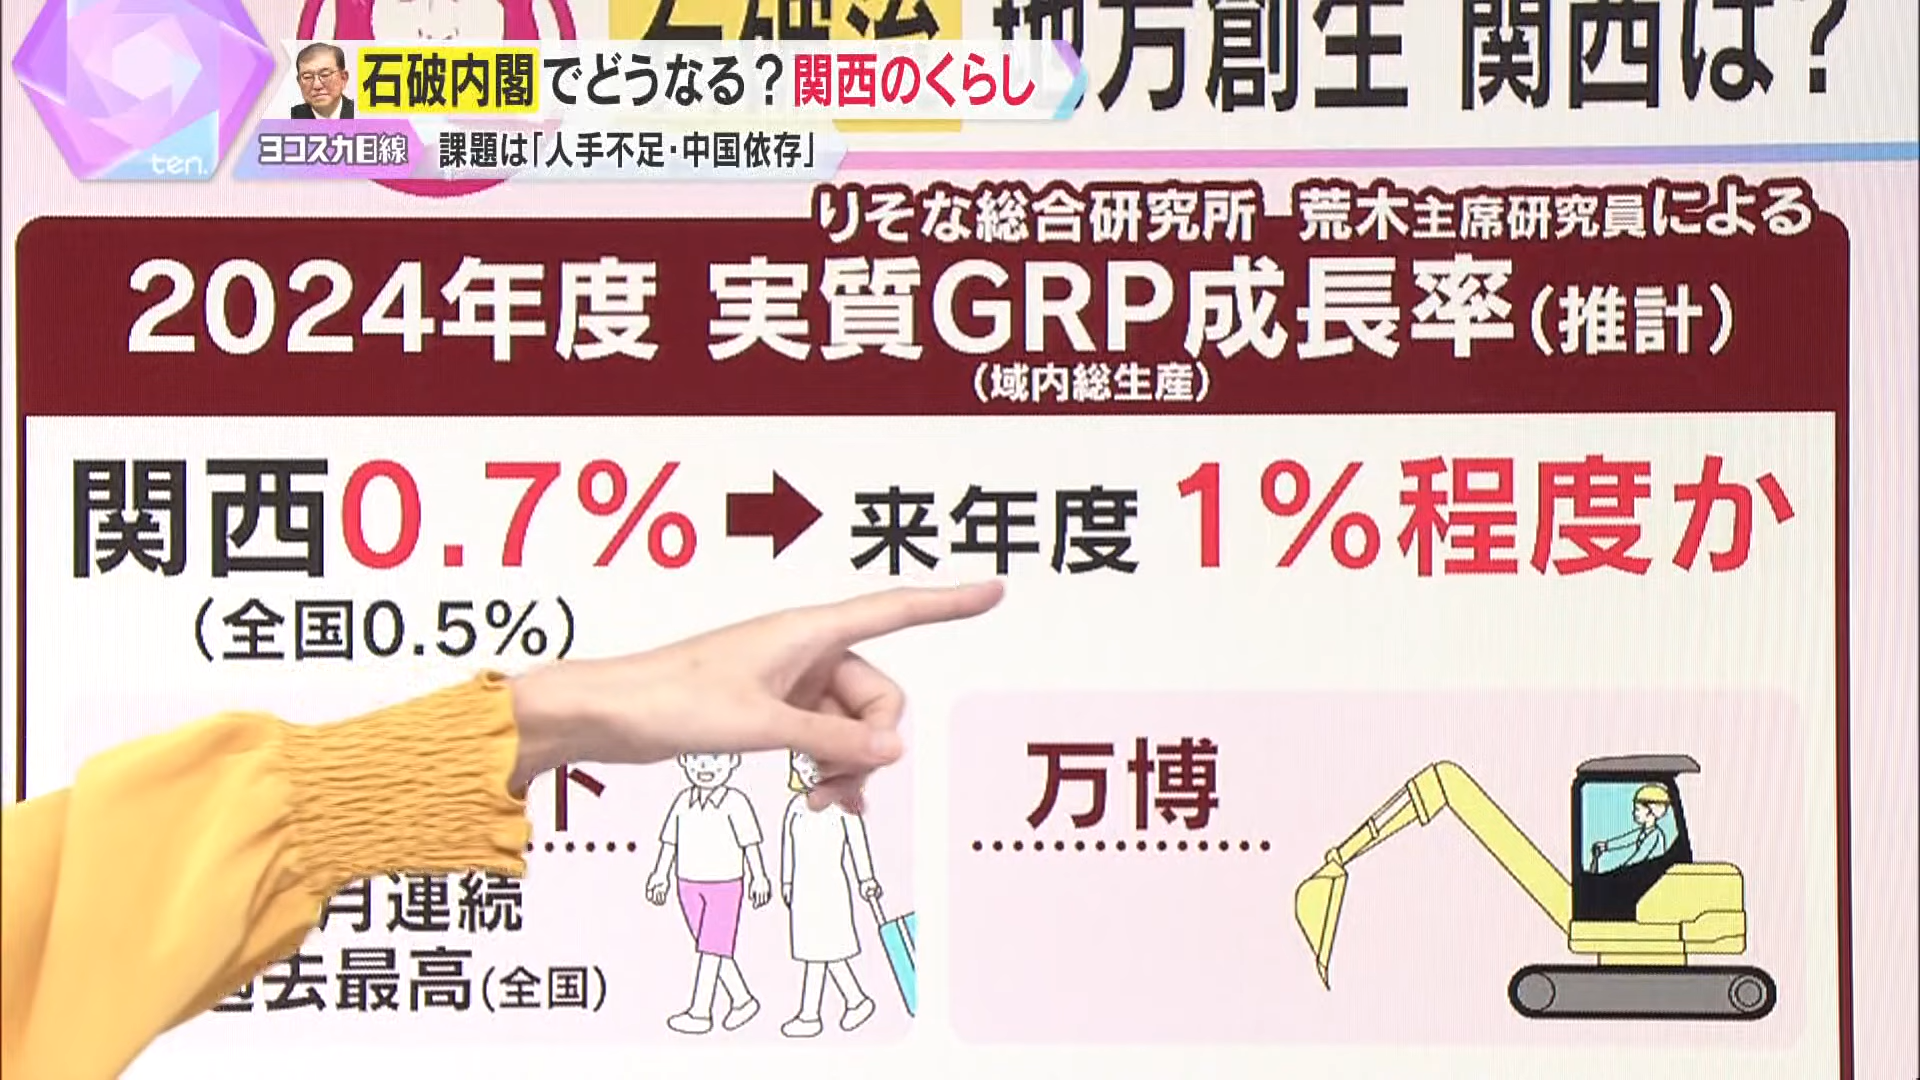 地方創生 関西は?
石破内閣でどうなる?関西のくらし
ten.
ヨコスカ目線
課題は「人手不足・中国依存」
りそな総合研究所 荒木主席研究員による
2024年度 実質GRP成長率(推計)
(域内総生産)
関西0.7%➡来年度 1%程度か
(全国0.5%)
ト
万博
月連続
過去最高(全国)